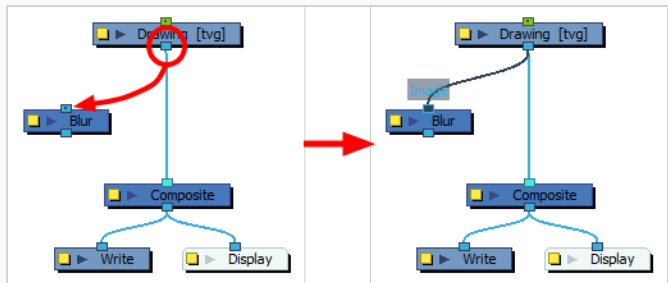 Drawing [tvg]
Blur
Composite
Write
Display
Drawing [tvg]
Image
Blur
Composite
Write
Display